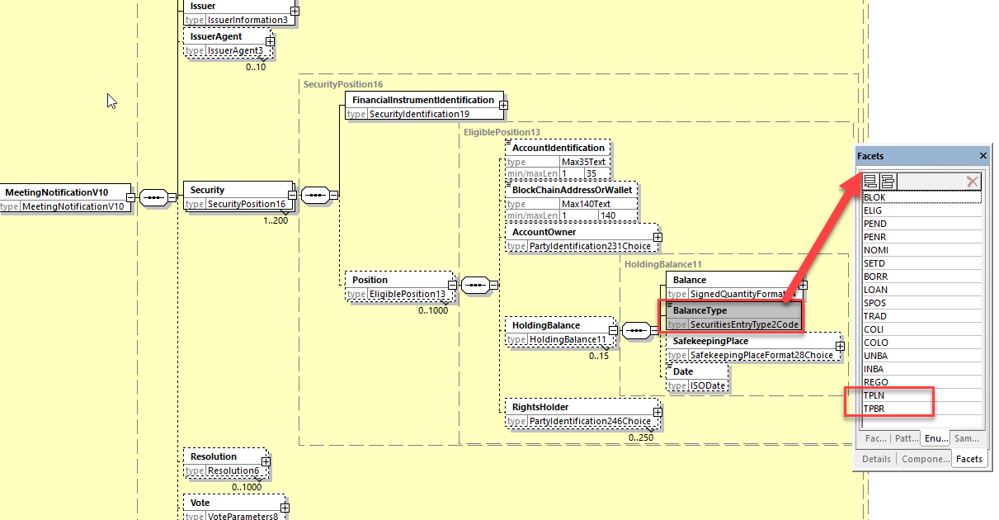 Issuer
type IssuerInformation3
IssuerAgent
type IssuerAgent3
0..10
SecurityPosition16
FinancialInstrumentIdentification
type SecurityIdentification19
EligiblePosition13
AccountIdentification
type Max35Text
min/maxLen 1 35
BlockChainAddressOrWallet
type Max140Text
min/maxLen 1 140
AccountOwner
type PartyIdentification231Choice
MeetingNotificationV10
type MeetingNotificationV10
Security
type SecurityPosition16
1..200
Position
type EligiblePosition13
0..1000
HoldingBalance11
Balance
type SignedQuantityFormat
BalanceType
type SecuritiesEntryType2Code
HoldingBalance
type HoldingBalance11
0..15
SafekeepingPlace
type SafekeepingPlaceFormat28Choice
Date
type ISODate
RightsHolder
type PartyIdentification246Choice
0..250
Resolution
type Resolution6
0..1000
Vote
type VoteParameters8
Facets
BLOK
ELIG
PEND
PENR
NOMI
SETD
BORR
LOAN
SPOS
TRAD
COLI
COLO
UNBA
INBA
REGO
TPLN
TPBR
Fac... Patt... Enu... Sam...
Details Compone... Facets